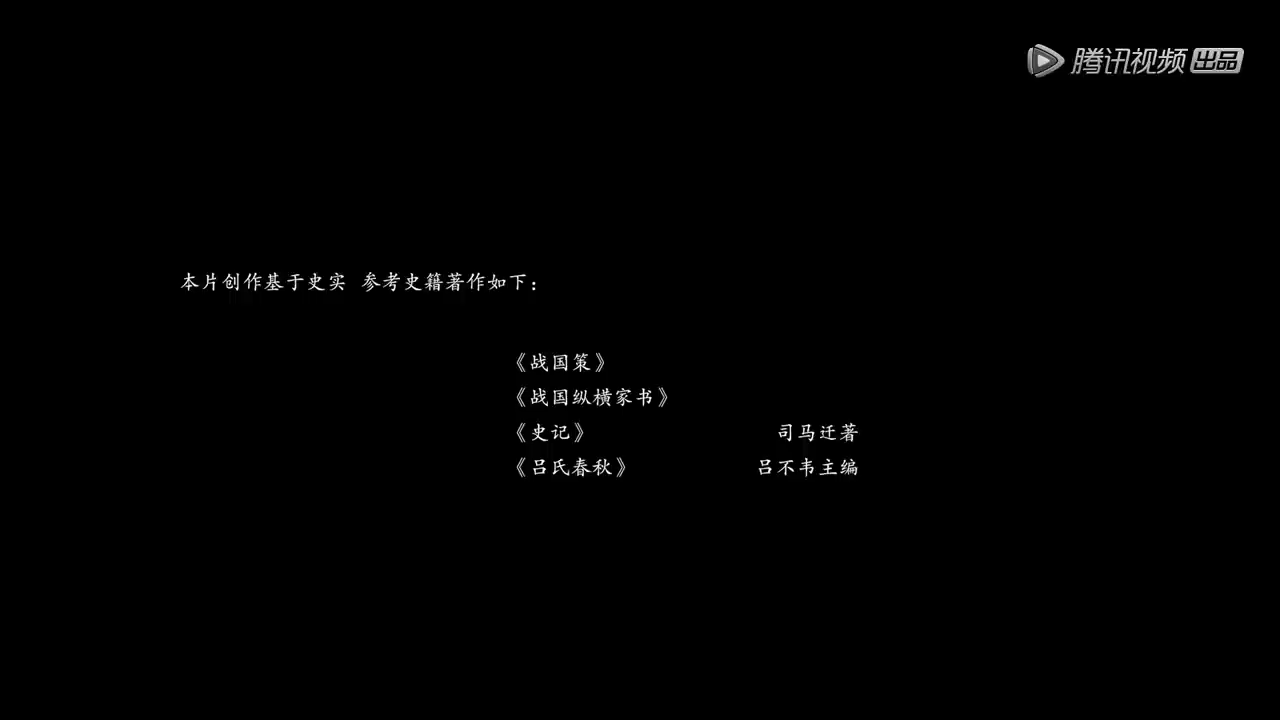 腾讯视频 出品
本片创作基于史实 参考史籍著作如下：
《战国策》
《战国纵横家书》
《史记》 司马迁著
《吕氏春秋》 吕不韦主编